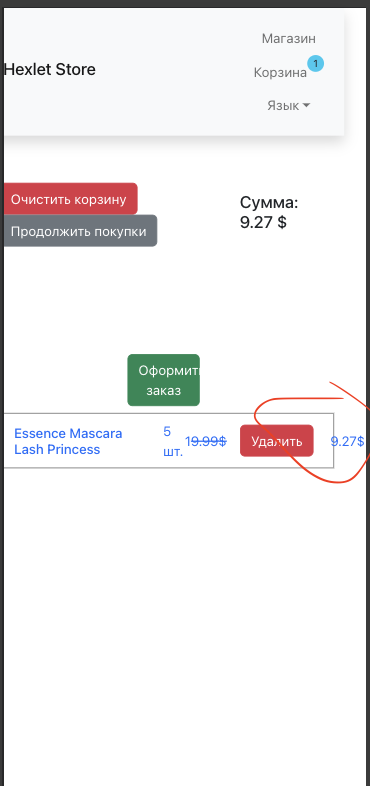 Магазин
Hexlet Store
Корзина 1
Язык
Очистить корзину
Сумма:
9.27 $
Продолжить покупки
Оформить
заказ
Essence Mascara
Lash Princess
5
шт.
19.99$
Удалить
9.27$